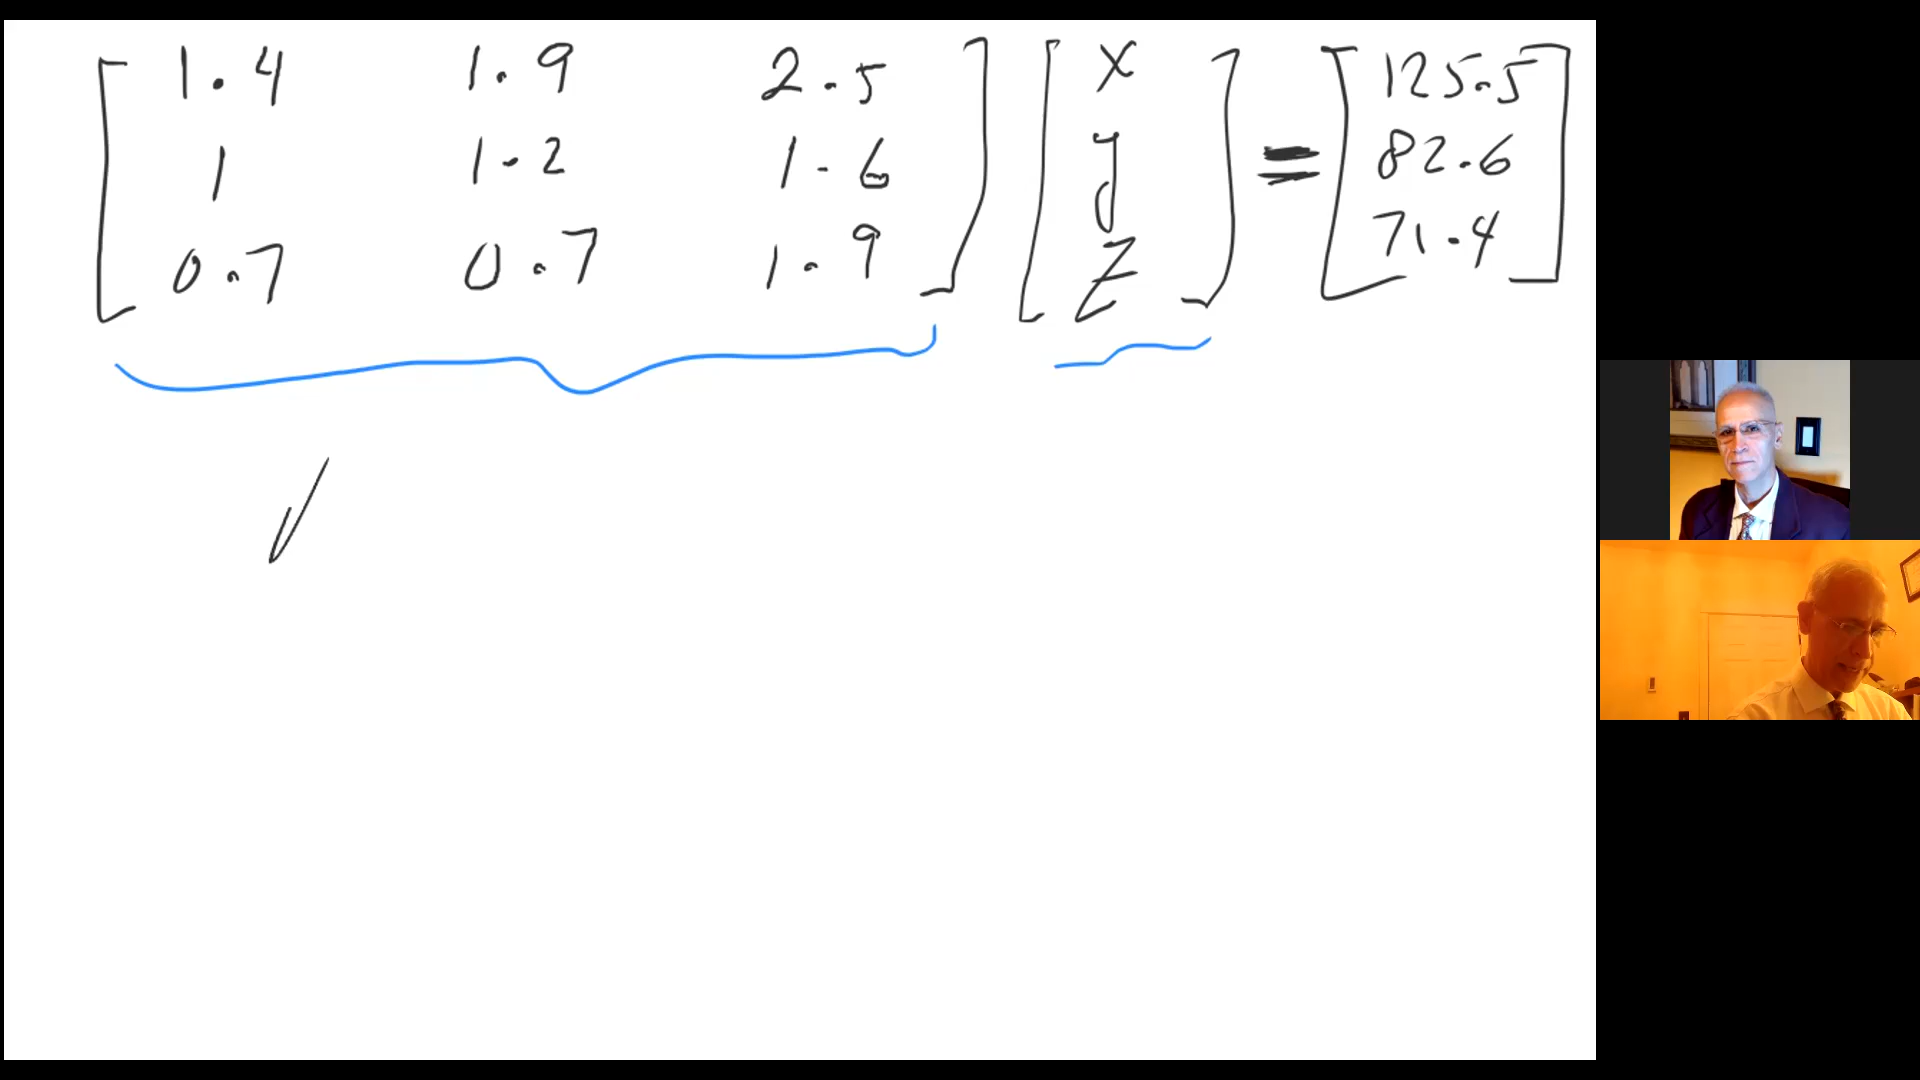 [1.4 1.9 2.5] [x] = [125.5]
[1 1.2 1.6] [y] [82.6]
[0.7 0.7 1.9] [z] [71.4]